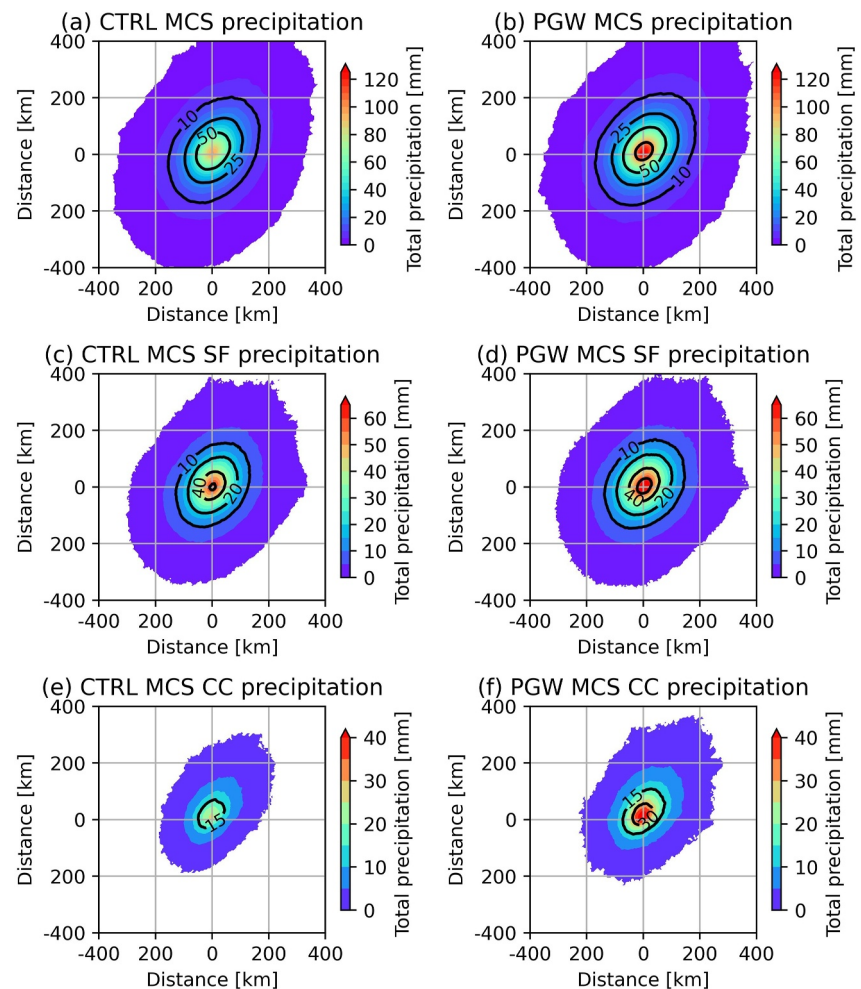 (a) CTRL MCS precipitation
(b) PGW MCS precipitation
400
200
0
200
-400
-400 200 0 200 400
Distance [km]
Distance [km]
10
50
25
120
100
80
60
40
20
0
Total precipitation [mm]
400
200
0
200
-400
-400 200 0 200 400
Distance [km]
Distance [km]
25
50
10
120
100
80
60
40
20
0
Total precipitation [mm]
(c) CTRL MCS SF precipitation
(d) PGW MCS SF precipitation
400
200
0
200
-400
-400 200 0 200 400
Distance [km]
Distance [km]
10
40
20
60
50
40
30
20
10
0
Total precipitation [mm]
400
200
0
200
-400
-400 200 0 200 400
Distance [km]
Distance [km]
10
40
20
60
50
40
30
20
10
0
Total precipitation [mm]
(e) CTRL MCS CC precipitation
(f) PGW MCS CC precipitation
400
200
0
200
-400
-400 200 0 200 400
Distance [km]
Distance [km]
15
40
30
20
10
0
Total precipitation [mm]
400
200
0
200
-400
-400 200 0 200 400
Distance [km]
Distance [km]
15
30
40
30
20
10
0
Total precipitation [mm]